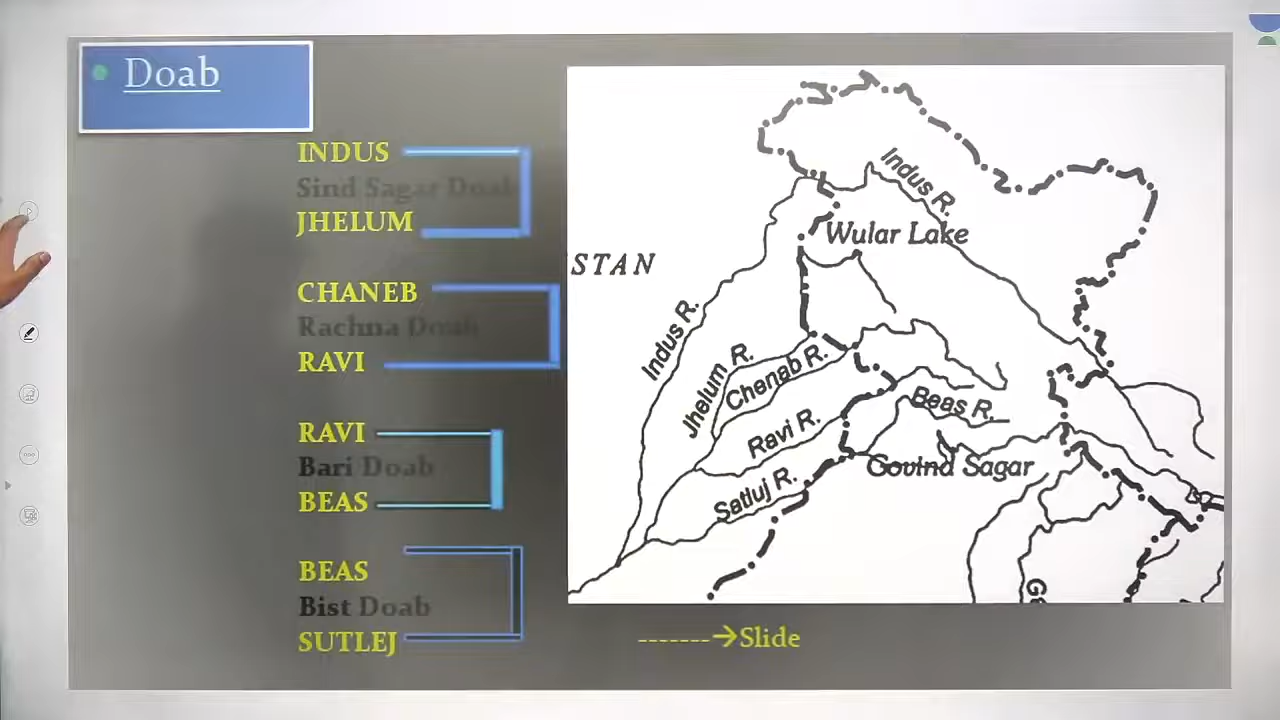 Doab
INDUS
Sind Sagar Doab
JHELUM
CHANEB
Rachna Doab
RAVI
RAVI
Bari Doab
BEAS
BEAS
Bist Doab
SUTLEJ
Indus R.
Wular Lake
STAN
Indus R.
Jhelum R.
Chenab R.
Beas R.
Ravi R.
Govind Sagar
Satluj R.
-------→Slide